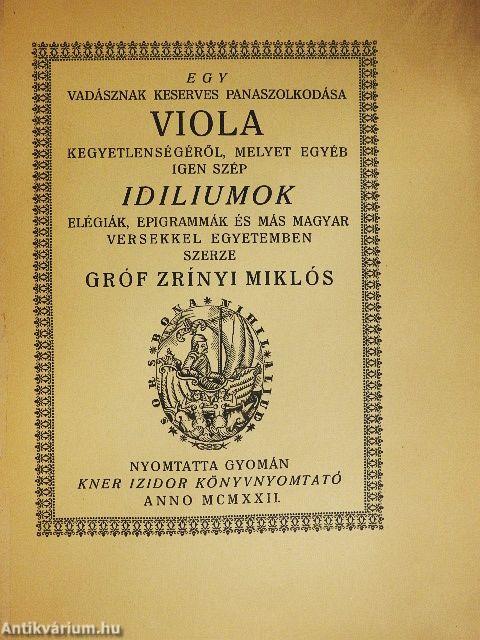 EGY
VADÁSZNAK KESERVES PANASZOLKODÁSA
VIOLA
KEGYETLENSÉGÉRŐL, MELYET EGYÉB
IGEN SZÉP
IDILIUMOK
ELÉGIÁK, EPIGRAMMÁK ÉS MÁS MAGYAR
VERSEKKEL EGYETEMBEN
SZERZE
GRÓF ZRÍNYI MIKLÓS
SORS * BONA * NIHIL * ALIUD *
NYOMTATTA GYOMÁN
KNER IZIDOR KÖNYVNYOMTATÓ
ANNO MCMXXII.
Antikvárium.hu